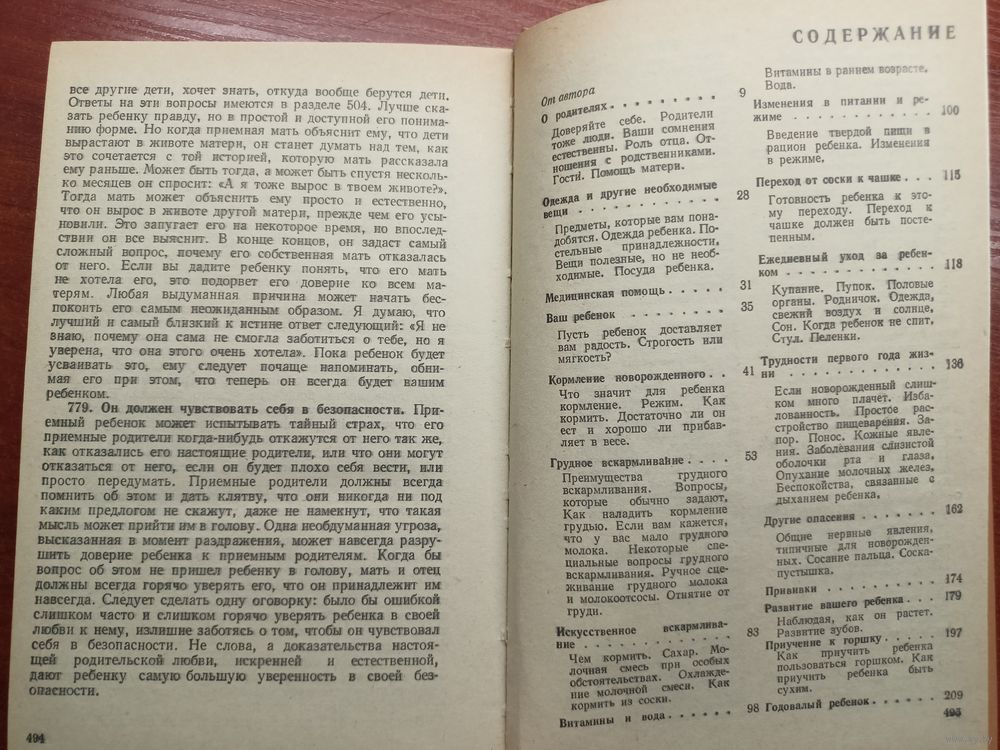 все другие дети, хочет знать, откуда вообще берутся дети.
Ответы на эти вопросы имеются в разделе 504. Лучше ска-
зать ребенку правду, но в простой и доступной его понима-
нию форме. Но когда приемная мать объяснит ему, что дети
вырастают в животе матери, он станет думать над тем, как
это сочетается с той историей, которую мать рассказала
ему раньше. Может быть тогда, а может быть спустя несколь-
ко месяцев он спросит: «А я тоже вырос в твоем животе?».
Тогда мать может объяснить ему просто и естественно,
что он вырос в животе другой матери, прежде чем его усы-
новили. Это запугает его на некоторое время, но впослед-
ствии он все выяснит. В конце концов, он задаст самый
сложный вопрос, почему его собственная мать отказалась
от него. Если вы дадите ребенку понять, что его мать
не хотела его, это подорвет его доверие ко всем ма-
терям. Любая выдуманная причина может начать бес-
покоить его самым неожиданным образом. Я думаю, что
лучший и самый близкий к истине ответ следующий: «Я не
знаю, почему она сама не смогла заботиться о тебе, но я
уверена, что она этого очень хотела». Пока ребенок будет
усваивать это, ему следует почаще напоминать, обни-
мая его при этом, что теперь он всегда будет вашим
ребенком.
779. Он должен чувствовать себя в безопасности. При-
емный ребенок может испытывать тайный страх, что его
приемные родители когда-нибудь откажутся от него так же,
как отказались его настоящие родители, или что они могут
отказаться от него, если он будет плохо себя вести, или
просто передумать. Приемные родители должны всегда
помнить об этом и дать клятву, что они никогда ни под
каким предлогом не скажут, даже не намекнут, что такая
мысль может прийти им в голову. Одна необдуманная угроза,
высказанная в момент раздражения, может навсегда разру-
шить доверие ребенка к приемным родителям. Когда бы
вопрос об этом не пришел ребенку в голову, мать и отец
должны всегда горячо уверять его, что он принадлежит им
навсегда. Следует сделать одну оговорку: было бы ошибкой
слишком часто и слишком горячо уверять ребенка в своей
любви к нему, излишне заботясь о том, чтобы он чувствовал
себя в безопасности. Не слова, а доказательства настоя-
щей родительской любви, искренней и естественной,
дают ребенку самую большую уверенность в своей без-
опасности.
494
СОДЕРЖАНИЕ
От автора
О родителях . . . . . . . . 9
Доверяйте себе. Родители
тоже люди. Ваши сомнения
естественны. Роль отца. От-
ношения с родственниками.
Гости. Помощь матери.
Одежда и другие необходимые
вещи . . . . . . . . . . . 28
Предметы, которые вам пона-
добятся. Одежда ребенка. По-
стельные принадлежности.
Вещи полезные, но не необ-
ходимые. Посуда ребенка.
Медицинская помощь . . . . . 31
Ваш ребенок . . . . . . . 35
Пусть ребенок доставляет
вам радость. Строгость или
мягкость?
Кормление новорожденного . . 41
Что значит для ребенка
кормление. Режим. Как
кормить. Достаточно ли он
ест и хорошо ли прибав-
ляет в весе.
Грудное вскармливание . . . . 53
Преимущества грудного
вскармливания. Вопросы,
которые обычно задают,
Как наладить кормление
грудью. Если вам кажется,
что у вас мало грудного
молока. Некоторые спе-
циальные вопросы грудного
вскармливания. Ручное сце-
живание грудного молока
и молокоотсосы. Отнятие от
груди.
Искусственное вскармлива-
ние . . . . . . . . . . . 83
Чем кормить. Сахар. Мо-
лочная смесь при особых
обстоятельствах. Охлажде-
ние молочной смеси. Как
кормить из соски.
Витамины и вода . . . . . . 98
Витамины в раннем возрасте.
Вода.
Изменения в питании и ре-
жиме . . . . . . . . . . . 100
Введение твердой пищи в
рацион ребенка. Изменения
в режиме,
Переход от соски к чашке . . . 115
Готовность ребенка к это-
му переходу. Переход к
чашке должен быть посте-
пенным.
Ежедневный уход за ребен-
ком . . . . . . . . . . . 118
Купание. Пупок. Половые
органы. Родничок. Одежда,
свежий воздух и солнце,
Сон. Когда ребенок не спит,
Стул. Пеленки.
Трудности первого года жиз-
ни . . . . . . . . . . . . 136
Если новорожденный слиш-
ком много плачет. Изба-
лованность. Простое рас-
стройство пищеварения. За-
пор. Понос. Кожные явле-
ния. Заболевания слизистой
оболочки рта и глаза,
Опухание молочных желез,
Беспокойства, связанные с
дыханием ребенка,
Другие опасения . . . . . . . 162
Общие нервные явления,
типичные для новорожден-
ных. Сосание пальца. Соска-
пустышка.
Прививки . . . . . . . . . 174
Развитие вашего ребенка . . . 179
Наблюдая, как он растет.
Развитие зубов.
Приучение к горшку . . . . . 197
Как приучить ребенка
пользоваться горшком. Как
приучить ребенка быть
сухим.
Годовалый ребенок . . . . . . 209
495